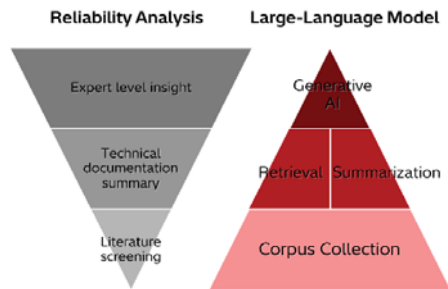 Reliability Analysis
Large-Language Model
Expert level insight
Technical
documentation
summary
Literature
screening
Generative
AI
Retrieval
Summarization
Corpus Collection